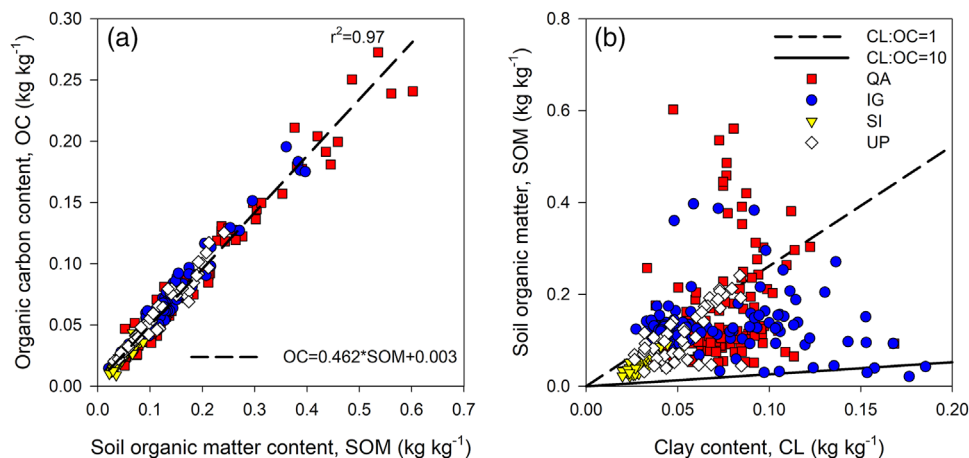 (a)
r²=0.97
0.30
0.25
0.20
0.15
0.10
0.05
0.00
Organic carbon content, OC (kg kg⁻¹)
OC=0.462*SOM+0.003
0.0 0.1 0.2 0.3 0.4 0.5 0.6 0.7
Soil organic matter content, SOM (kg kg⁻¹)
(b)
CL:OC=1
CL:OC=10
QA
IG
SI
UP
0.8
0.6
0.4
0.2
0.0
Soil organic matter, SOM (kg kg⁻¹)
0.00 0.05 0.10 0.15 0.20
Clay content, CL (kg kg⁻¹)